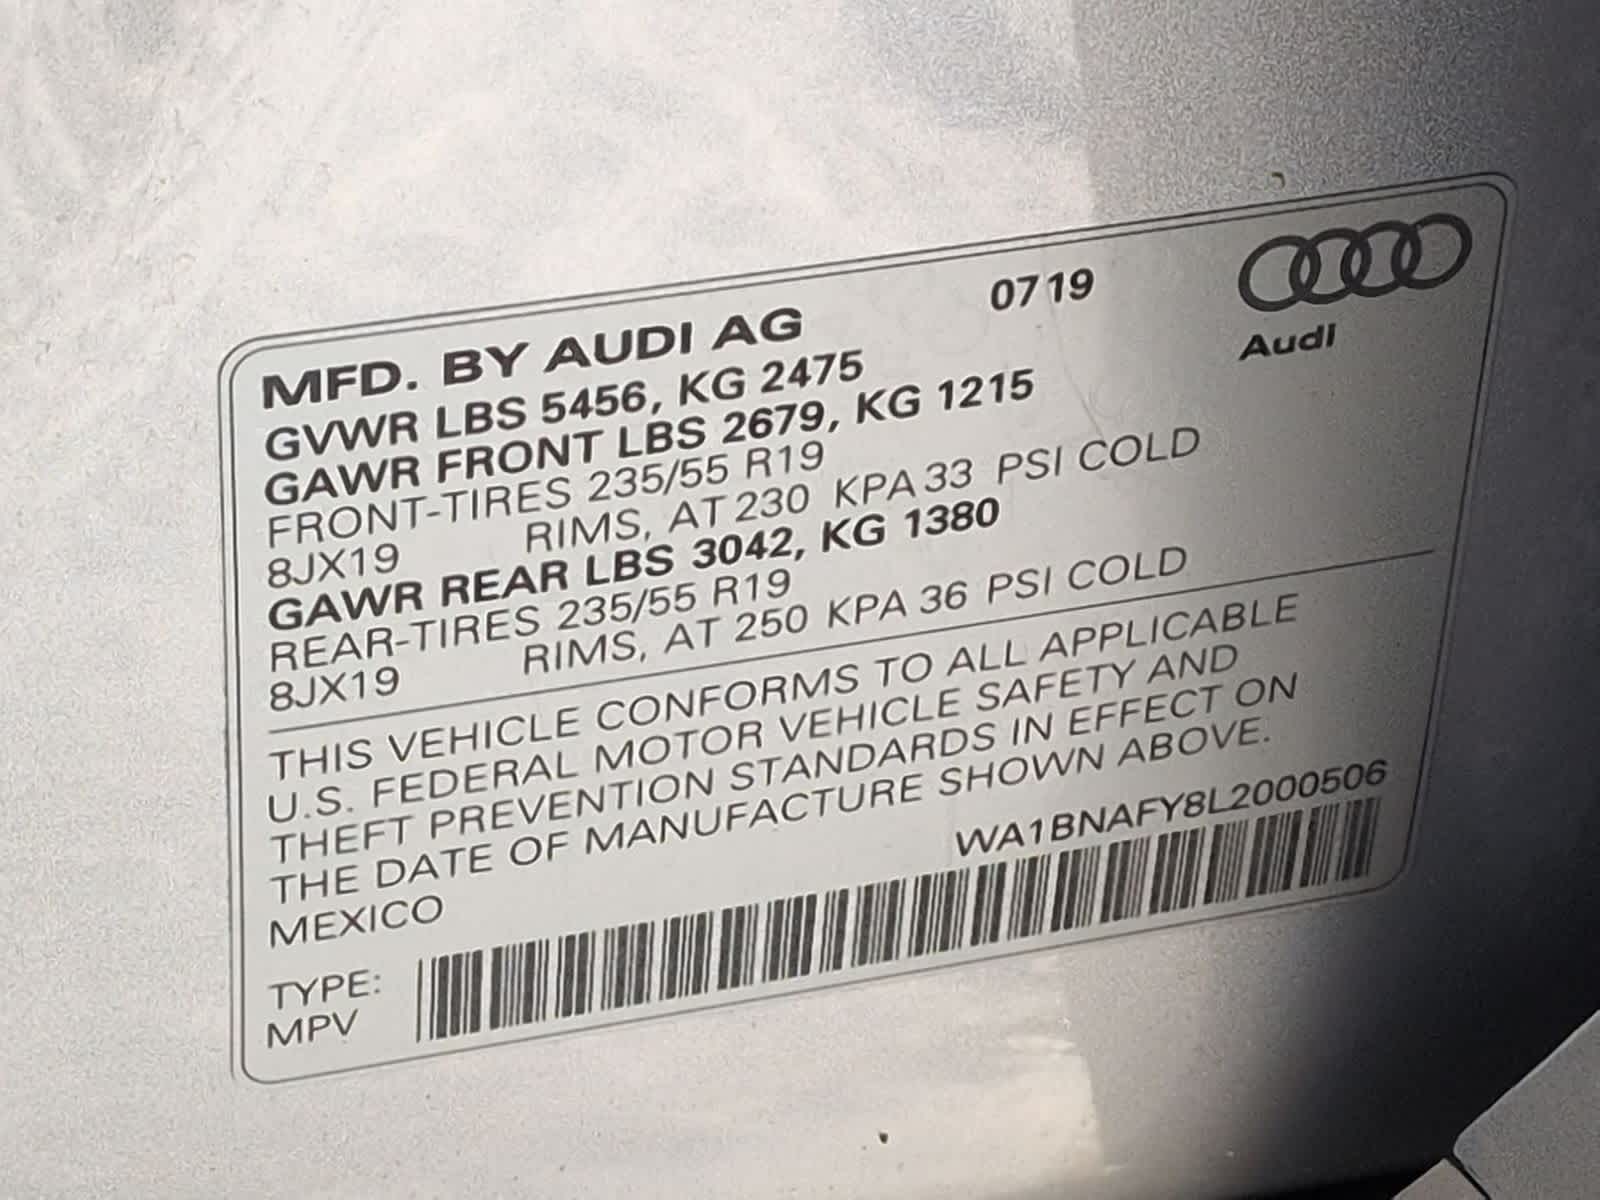 MFD. BY AUDI AG 07 19
Audi
GVWR LBS 5456, KG 2475
GAWR FRONT LBS 2679, KG 1215
FRONT-TIRES 235/55 R19
8JX19 RIMS, AT 230 KPA 33 PSI COLD
GAWR REAR LBS 3042, KG 1380
REAR-TIRES 235/55 R19
8JX19 RIMS, AT 250 KPA 36 PSI COLD
THIS VEHICLE CONFORMS TO ALL APPLICABLE
U.S. FEDERAL MOTOR VEHICLE SAFETY AND
THEFT PREVENTION STANDARDS IN EFFECT ON
THE DATE OF MANUFACTURE SHOWN ABOVE.
MEXICO WA1BNAFY8L2000506
TYPE:
MPV